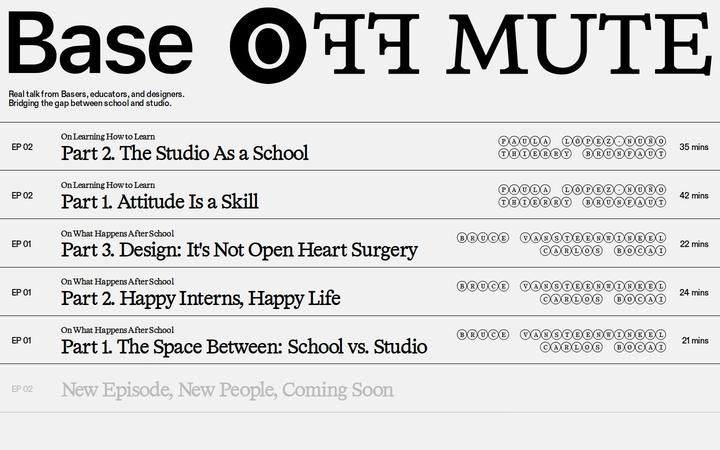 Base OFF MUTE
Real talk from Basers, educators, and designers.
Bridging the gap between school and studio.
EP 02
On Learning How to Learn
Part 2. The Studio As a School
PAULA LÓPEZ-NUÑO
THIERRY BRUNFAUT
35 mins
EP 02
On Learning How to Learn
Part 1. Attitude Is a Skill
PAULA LÓPEZ-NUÑO
THIERRY BRUNFAUT
42 mins
EP 01
On What Happens After School
Part 3. Design: It's Not Open Heart Surgery
BRUCE VANSTEENWINKEL
CARLOS BOCAI
22 mins
EP 01
On What Happens After School
Part 2. Happy Interns, Happy Life
BRUCE VANSTEENWINKEL
CARLOS BOCAI
24 mins
EP 01
On What Happens After School
Part 1. The Space Between: School vs. Studio
BRUCE VANSTEENWINKEL
CARLOS BOCAI
21 mins
EP 02
New Episode, New People, Coming Soon